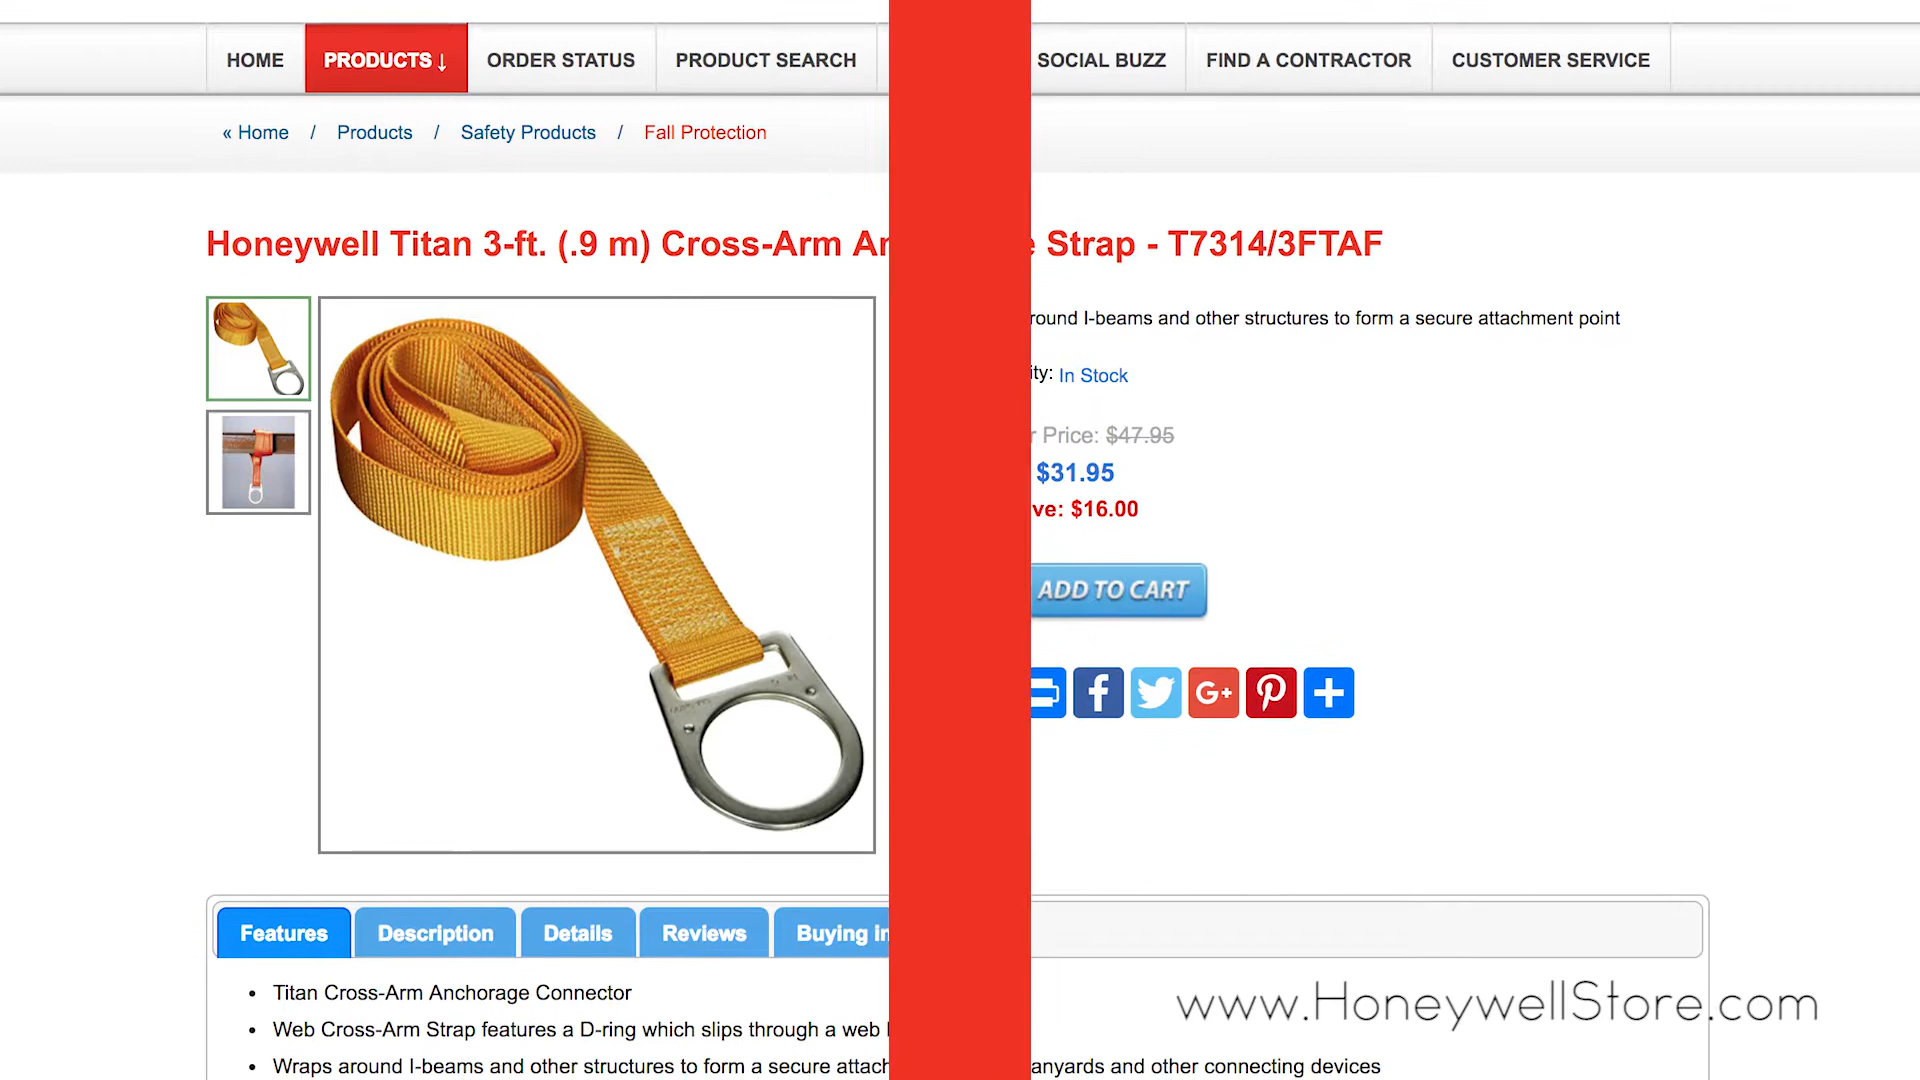 HOME PRODUCTS ↓ ORDER STATUS PRODUCT SEARCH SOCIAL BUZZ FIND A CONTRACTOR CUSTOMER SERVICE
« Home / Products / Safety Products / Fall Protection
Honeywell Titan 3-ft. (.9 m) Cross-Arm An e Strap - T7314/3FTAF
round I-beams and other structures to form a secure attachment point
ity: In Stock
r Price: $47.95
$31.95
ve: $16.00
ADD TO CART
f G+
Features Description Details Reviews Buying in
• Titan Cross-Arm Anchorage Connector
www.HoneywellStore.com
• Web Cross-Arm Strap features a D-ring which slips through a web
• Wraps around I-beams and other structures to form a secure attach anyards and other connecting devices